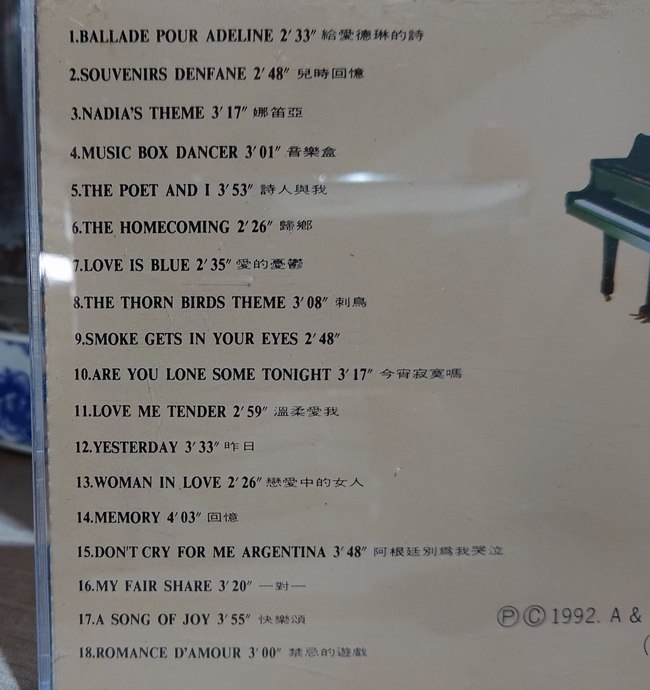 1.BALLADE POUR ADELINE 2′33″ 給愛德琳的詩
2.SOUVENIRS DENFANE 2′48″ 兒時回憶
3.NADIA'S THEME 3′17″ 娜笛亞
4.MUSIC BOX DANCER 3′01″ 音樂盒
5.THE POET AND I 3′53″ 詩人與我
6.THE HOMECOMING 2′26″ 歸鄉
7.LOVE IS BLUE 2′35″ 愛的憂鬱
8.THE THORN BIRDS THEME 3′08″ 刺鳥
9.SMOKE GETS IN YOUR EYES 2′48″
10.ARE YOU LONE SOME TONIGHT 3′17″ 今宵寂寞嗎
11.LOVE ME TENDER 2′59″ 溫柔愛我
12.YESTERDAY 3′33″ 昨日
13.WOMAN IN LOVE 2′26″ 戀愛中的女人
14.MEMORY 4′03″ 回憶
15.DON'T CRY FOR ME ARGENTINA 3′48″ 阿根廷別為我哭泣
16.MY FAIR SHARE 3′20″ 一對一
17.A SONG OF JOY 3′55″ 快樂頌
18.ROMANCE D'AMOUR 3′00″ 禁忌的遊戲
Ⓟ©1992. A &
(